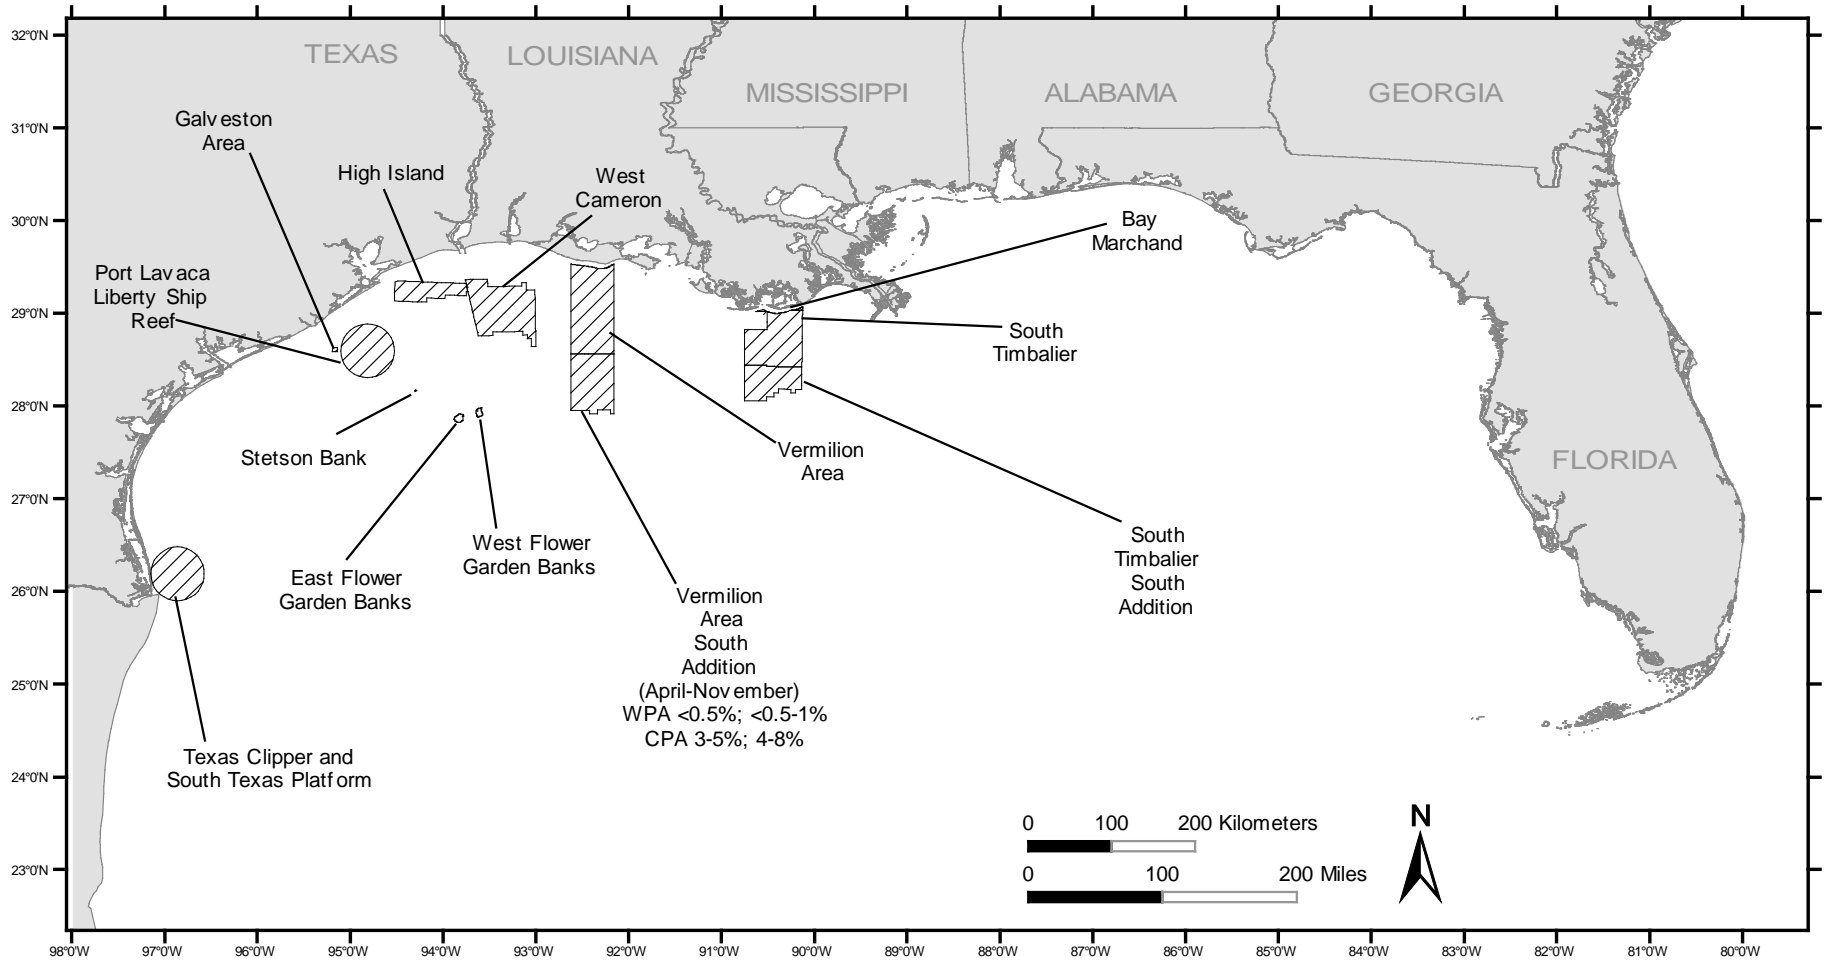 TEXAS
LOUISIANA
MISSISSIPPI
ALABAMA
GEORGIA
FLORIDA
Galveston
Area
High Island
West
Cameron
Bay
Marchand
Port Lavaca
Liberty Ship
Reef
South
Timbalier
Stetson Bank
Vermilion
Area
West Flower
Garden Banks
East Flower
Garden Banks
South
Timbalier
South
Addition
Vermilion
Area
South
Addition
(April-November)
WPA <0.5%; <0.5-1%
CPA 3-5%; 4-8%
Texas Clipper and
South Texas Platform
0 100 200 Kilometers
0 100 200 Miles
N
32°0'N
31°0'N
30°0'N
29°0'N
28°0'N
27°0'N
26°0'N
25°0'N
24°0'N
23°0'N
98°0'W 97°0'W 96°0'W 95°0'W 94°0'W 93°0'W 92°0'W 91°0'W 90°0'W 89°0'W 88°0'W 87°0'W 86°0'W 85°0'W 84°0'W 83°0'W 82°0'W 81°0'W 80°0'W